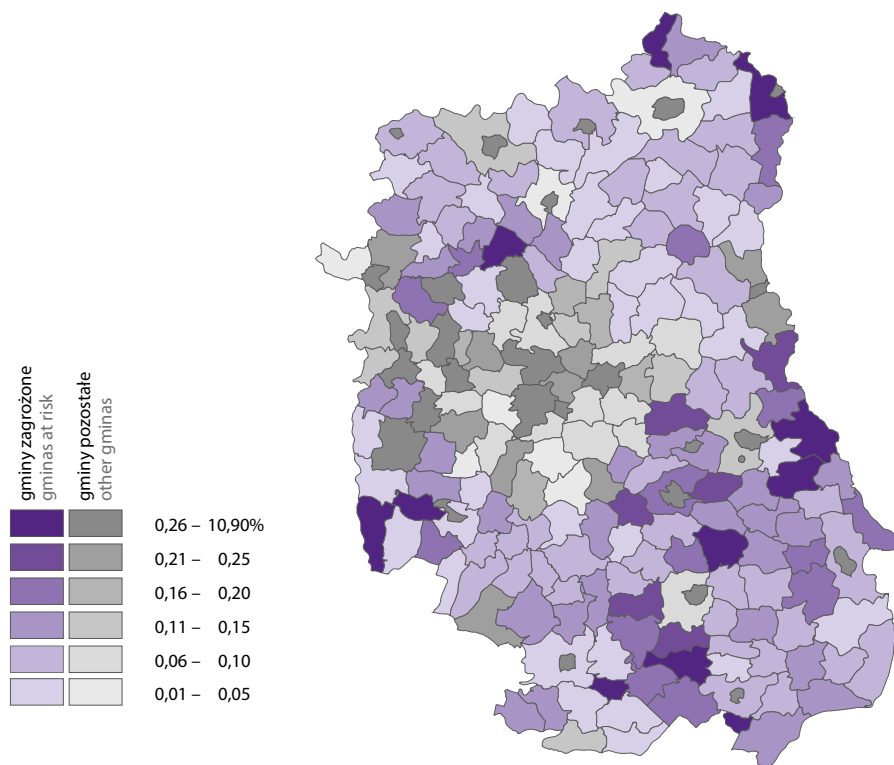 gminy zagrożone
gminas at risk
gminy pozostałe
other gminas
0,26 – 10,90%
0,21 – 0,25
0,16 – 0,20
0,11 – 0,15
0,06 – 0,10
0,01 – 0,05